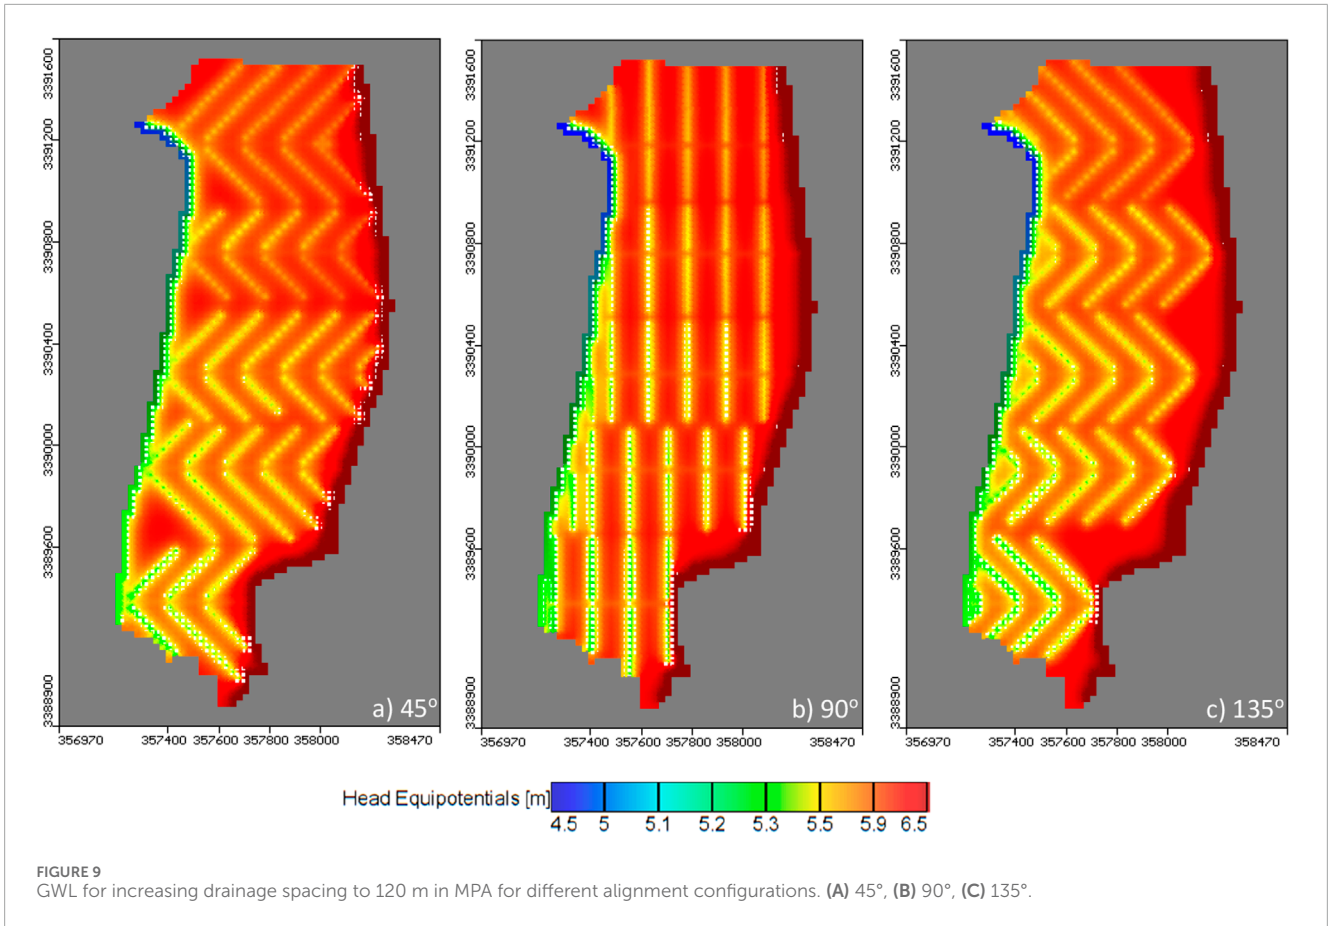 3391600
3391200
3390800
3390400
3390000
3389600
3388900
a) 45º
356970 357400 357600 357800 358000 358470
3391600
3391200
3390800
3390400
3390000
3389600
3388900
b) 90º
356970 357400 357600 357800 358000 358470
3391600
3391200
3390800
3390400
3390000
3389600
3388900
c) 135º
356970 357400 357600 357800 358000 358470
Head Equipotentials [m]
4.5 5 5.1 5.2 5.3 5.5 5.9 6.5
FIGURE 9
GWL for increasing drainage spacing to 120 m in MPA for different alignment configurations. (A) 45°, (B) 90°, (C) 135°.